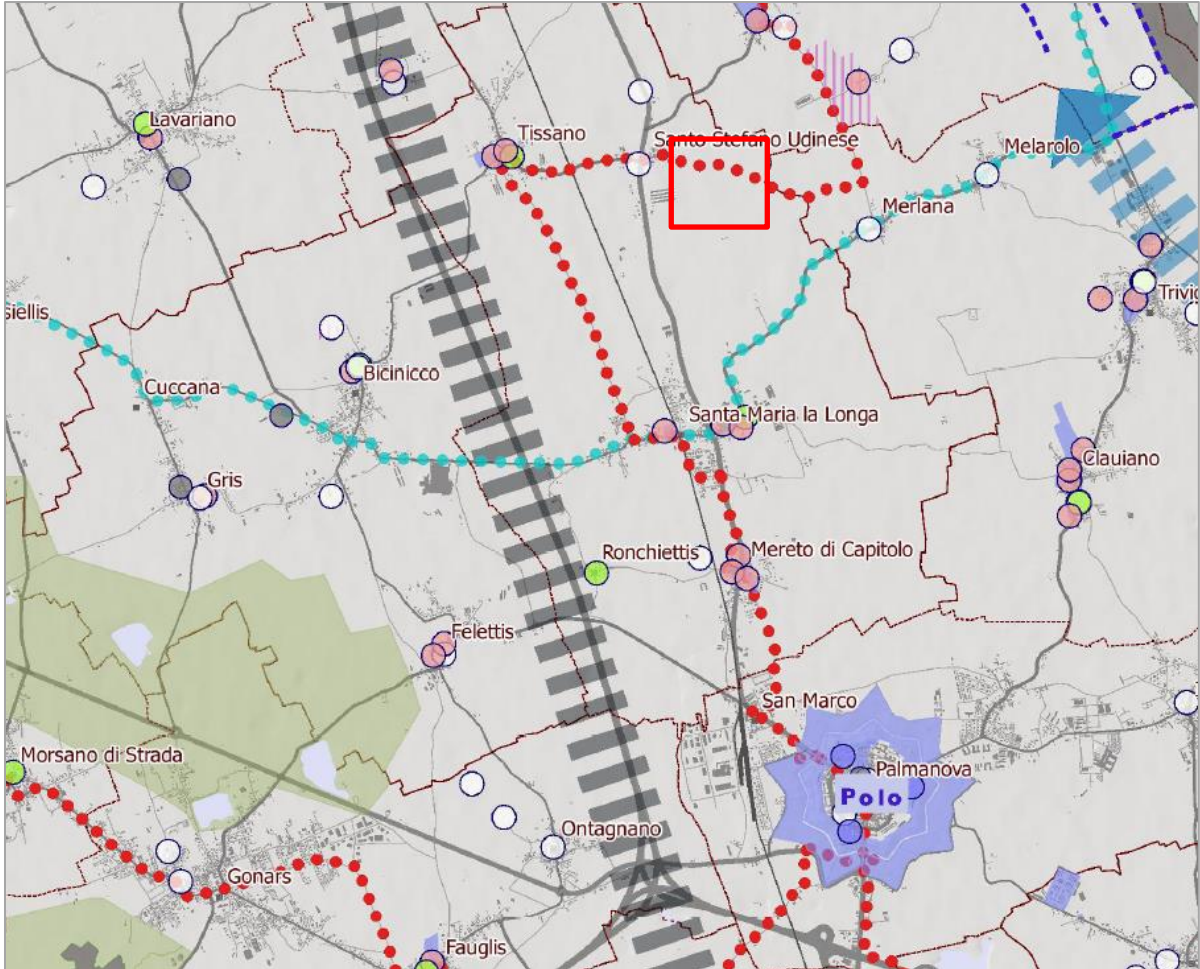 Lavariano
Tissano
Santo Stefano Udinese
Melarolo
Merlana
siellis
Trivig
Cuccana
Bicinicco
Santa Maria la Longa
Clauiano
Gris
Ronchiettis
Mereto di Capitolo
Felettis
San Marco
Morsano di Strada
Palmanova
Polo
Ontagnano
Gonars
Fauglis